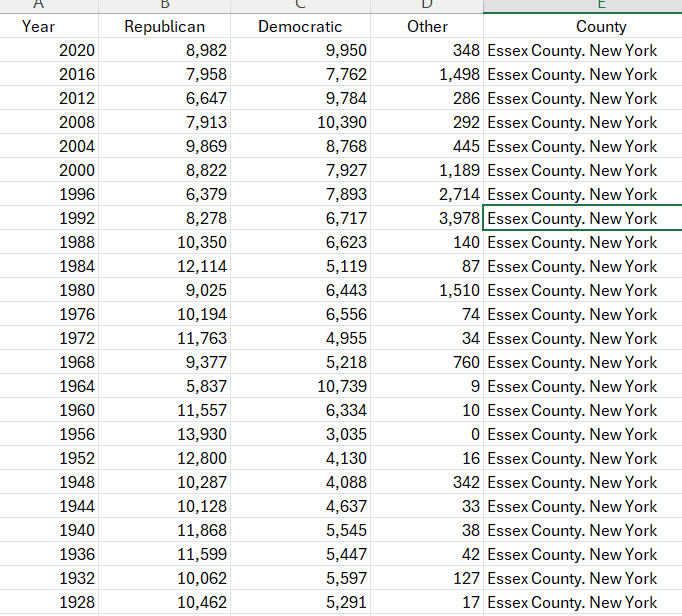 A B C D E
Year Republican Democratic Other County
2020 8,982 9,950 348 Essex County. New York
2016 7,958 7,762 1,498 Essex County. New York
2012 6,647 9,784 286 Essex County. New York
2008 7,913 10,390 292 Essex County. New York
2004 9,869 8,768 445 Essex County. New York
2000 8,822 7,927 1,189 Essex County. New York
1996 6,379 7,893 2,714 Essex County. New York
1992 8,278 6,717 3,978 Essex County. New York
1988 10,350 6,623 140 Essex County. New York
1984 12,114 5,119 87 Essex County. New York
1980 9,025 6,443 1,510 Essex County. New York
1976 10,194 6,556 74 Essex County. New York
1972 11,763 4,955 34 Essex County. New York
1968 9,377 5,218 760 Essex County. New York
1964 5,837 10,739 9 Essex County. New York
1960 11,557 6,334 10 Essex County. New York
1956 13,930 3,035 0 Essex County. New York
1952 12,800 4,130 16 Essex County. New York
1948 10,287 4,088 342 Essex County. New York
1944 10,128 4,637 33 Essex County. New York
1940 11,868 5,545 38 Essex County. New York
1936 11,599 5,447 42 Essex County. New York
1932 10,062 5,597 127 Essex County. New York
1928 10,462 5,291 17 Essex County. New York